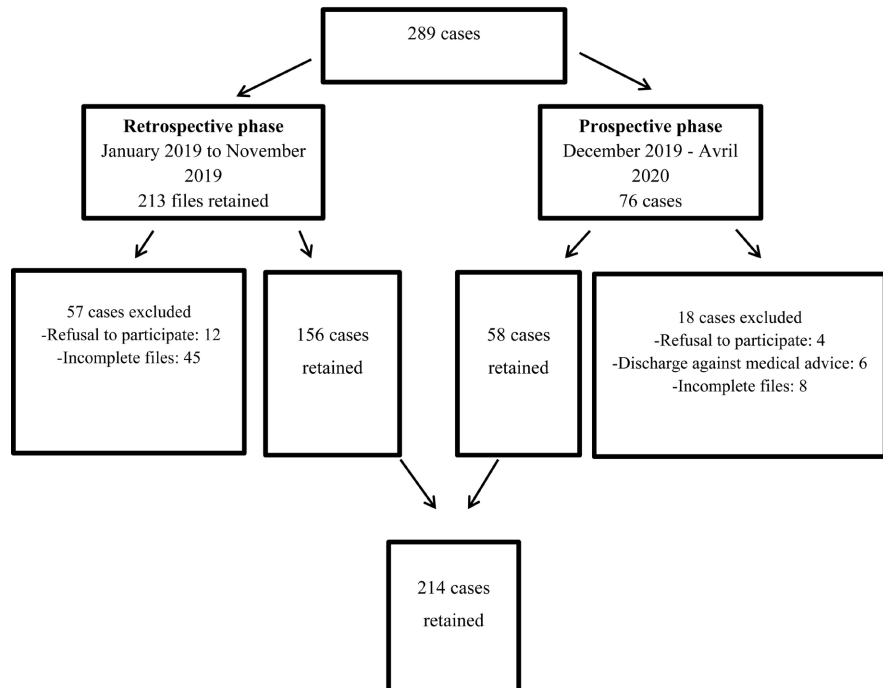 289 cases
Retrospective phase
January 2019 to November
2019
213 files retained
Prospective phase
December 2019 - Avril
2020
76 cases
57 cases excluded
-Refusal to participate: 12
-Incomplete files: 45
156 cases
retained
58 cases
retained
18 cases excluded
-Refusal to participate: 4
-Discharge against medical advice: 6
-Incomplete files: 8
214 cases
retained